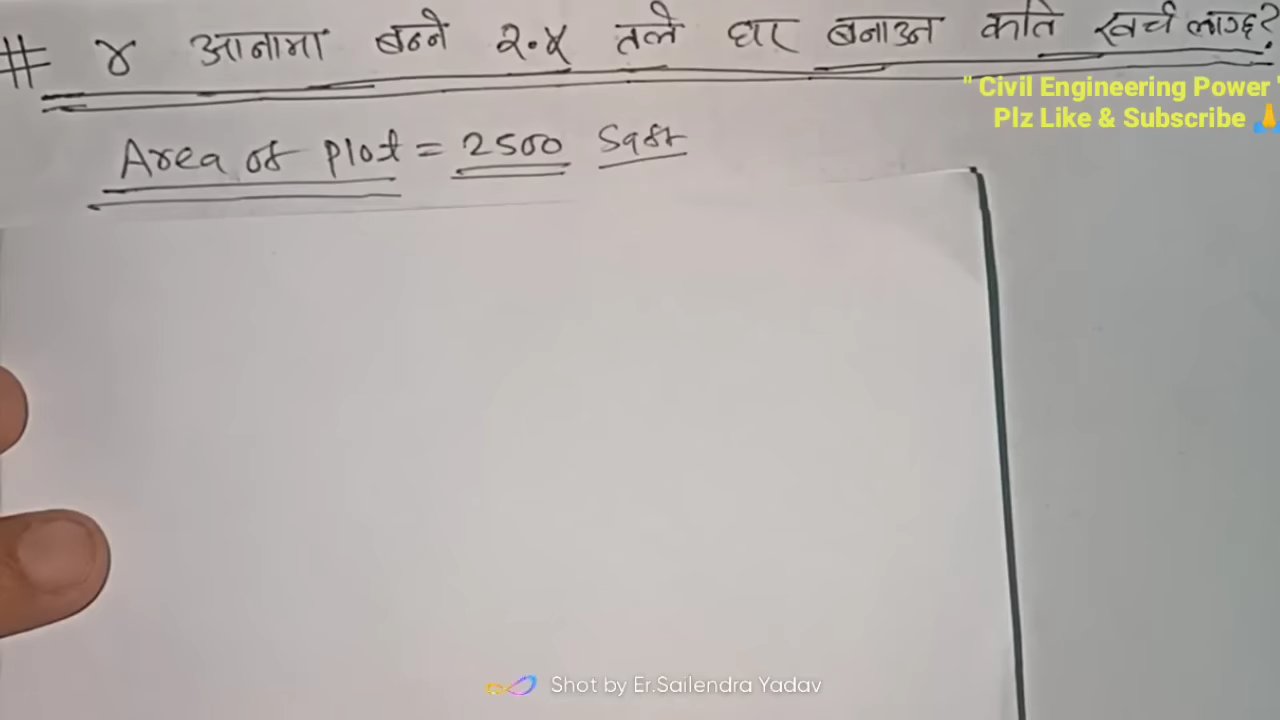 # ४ आनामा बन्ने २.५ तले घर बनाउन कति खर्च लाग्छ?
" Civil Engineering Power "
Plz Like & Subscribe 🙏
Area of Plot = 2500 Sqft
Shot by Er.Sailendra Yadav